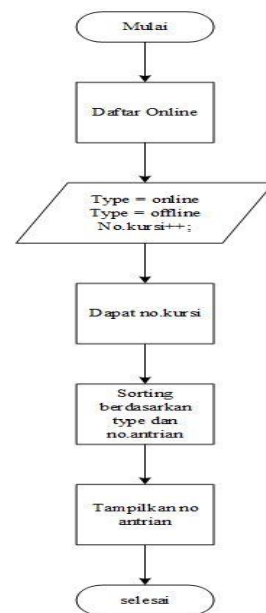 Mulai
Daftar Online
Type = online
Type = offline
No.kursi++;
Dapat no.kursi
Sorting
berdasarkan
type dan
no.antrian
Tampilkan no
antrian
selesai